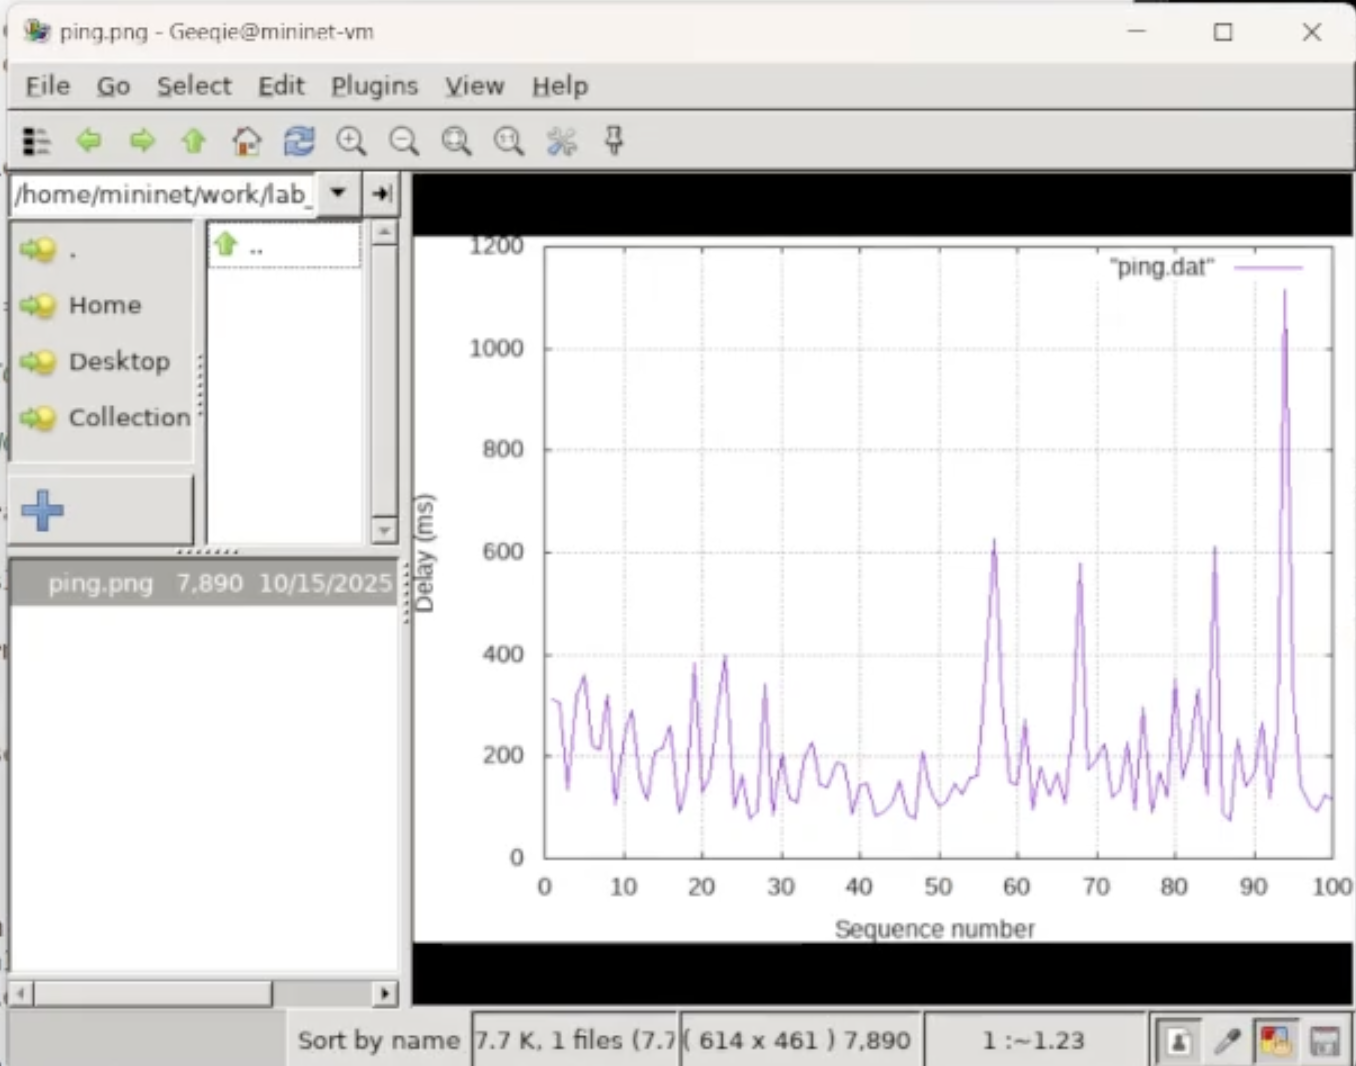 ping.png - Geeqie@mininet-vm
File Go Select Edit Plugins View Help
/home/mininet/work/lab_
.
..
Home
Desktop
Collection
ping.png 7,890 10/15/2025
"ping.dat"
1200
1000
800
600
400
200
0
Delay (ms)
0 10 20 30 40 50 60 70 80 90 100
Sequence number
Sort by name 7.7 K, 1 files (7.7 ( 614 x 461 ) 7,890 1 :~1.23